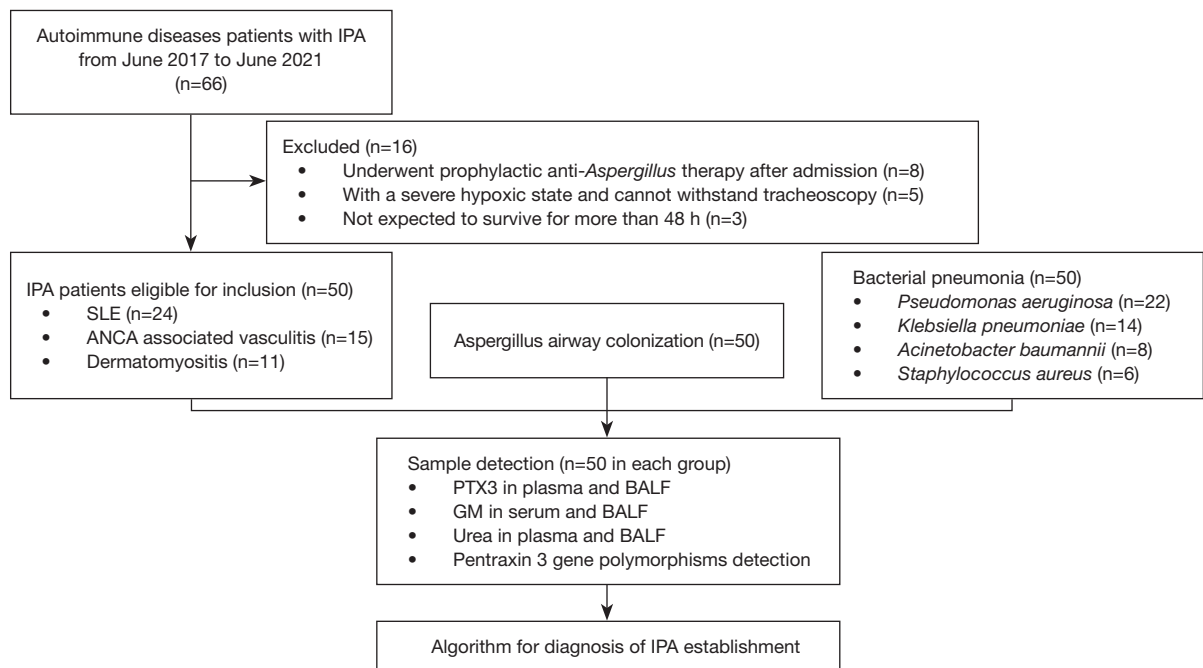 Autoimmune diseases patients with IPA
from June 2017 to June 2021
(n=66)
Excluded (n=16)
• Underwent prophylactic anti-Aspergillus therapy after admission (n=8)
• With a severe hypoxic state and cannot withstand tracheoscopy (n=5)
• Not expected to survive for more than 48 h (n=3)
IPA patients eligible for inclusion (n=50)
• SLE (n=24)
• ANCA associated vasculitis (n=15)
• Dermatomyositis (n=11)
Aspergillus airway colonization (n=50)
Bacterial pneumonia (n=50)
• Pseudomonas aeruginosa (n=22)
• Klebsiella pneumoniae (n=14)
• Acinetobacter baumannii (n=8)
• Staphylococcus aureus (n=6)
Sample detection (n=50 in each group)
• PTX3 in plasma and BALF
• GM in serum and BALF
• Urea in plasma and BALF
• Pentraxin 3 gene polymorphisms detection
Algorithm for diagnosis of IPA establishment